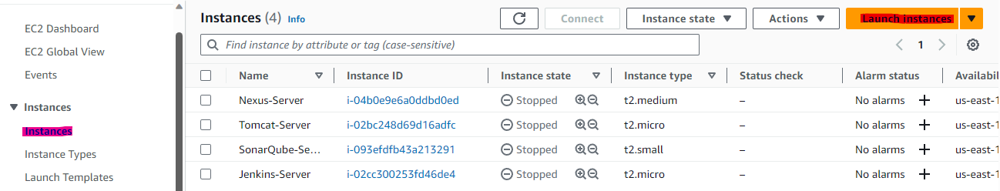 Instances (4) Info
Connect
Instance state
Actions
Launch instances
EC2 Dashboard
EC2 Global View
Events
Instances
Instances
Instance Types
Launch Templates
Find instance by attribute or tag (case-sensitive)
1
Name Instance ID Instance state Instance type Status check Alarm status Availabi
Nexus-Server i-04b0e9e6a0ddbd0ed Stopped t2.medium – No alarms + us-east-1
Tomcat-Server i-02bc248d69d16adfc Stopped t2.micro – No alarms + us-east-1
SonarQube-Se... i-093efdfb43a213291 Stopped t2.small – No alarms + us-east-1
Jenkins-Server i-02cc300253fd46de4 Stopped t2.micro – No alarms + us-east-1